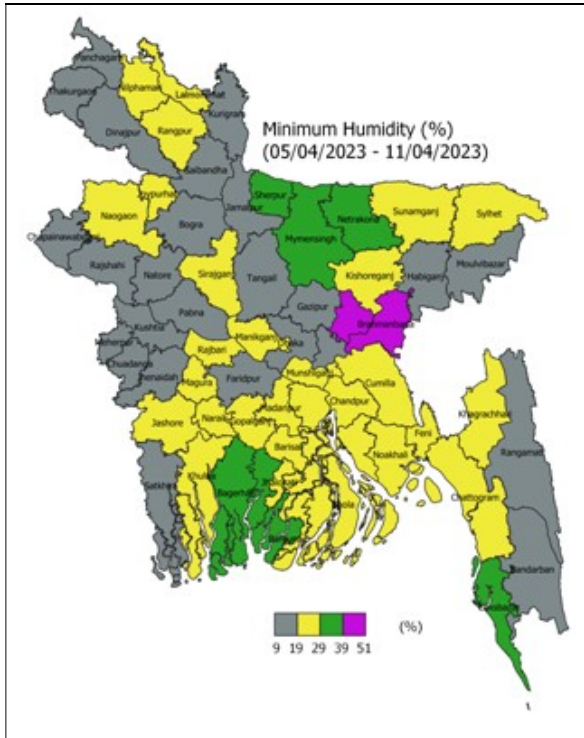 Panchagarh
Thakurgaon
Nilphamari
Lalmonirhat
Kurigram
Dinajpur
Rangpur
Minimum Humidity (%)
(05/04/2023 - 11/04/2023)
Gaibandha
Joypurhat
Sherpur
Naogaon
Jamalpur
Netrakona
Sunamganj
Sylhet
Bogra
Mymensingh
Chapainawabganj
Rajshahi
Natore
Sirajganj
Tangail
Kishoreganj
Habiganj
Moulvibazar
Gazipur
Pabna
Kushtia
Meherpur
Brahmanbaria
Manikganj
Chuadanga
Rajbari
Jhenaidah
Faridpur
Munshiganj
Cumilla
Magura
Chandpur
Madaripur
Khagrachhari
Jashore
Narail
Gopalganj
Feni
Barisal
Noakhali
Rangamati
Satkhira
Khulna
Bagerhat
Bhola
Chattogram
Barguna
Bandarban
(%)
9 19 29 39 51